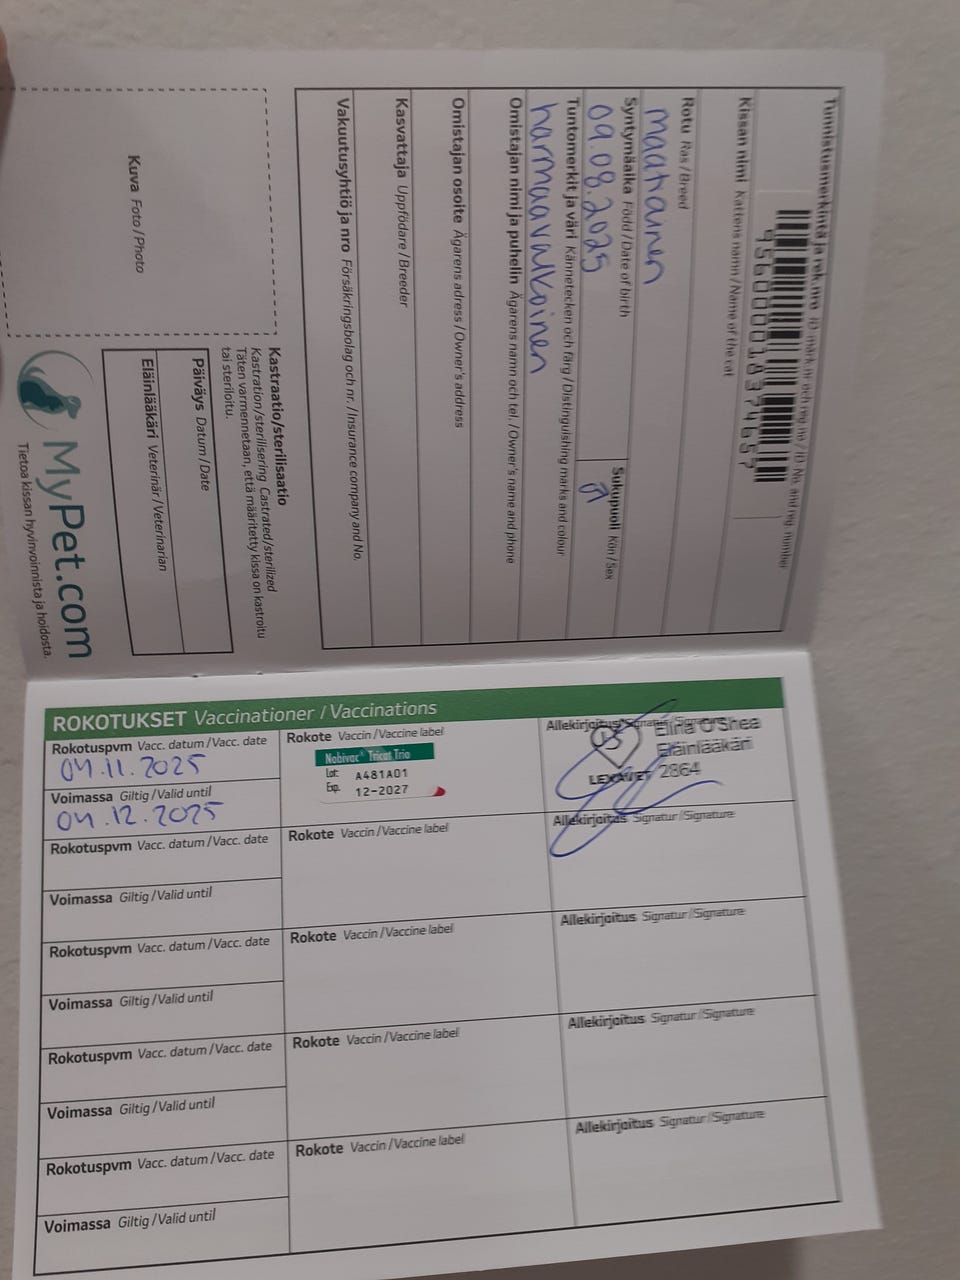 Tunnistusmerkintä ja rek.nro ID-märk.nr och reg.nr / ID-No. and reg. number
956000018374657
Kissan nimi Kattens namn / Name of the cat
Rotu Ras / Breed
maatiainen
Syntymäaika Född / Date of birth
09.08.2025
Sukupuoli Kön / Sex
♂
Tuntomerkit ja väri Kännetecken och färg / Distinguishing marks and colour
harmaavalkoinen
Omistajan nimi ja puhelin Ägarens namn och tel. / Owner's name and phone
Omistajan osoite Ägarens adress / Owner's address
Kasvattaja Uppfödare / Breeder
Vakuutusyhtiö ja nro Försäkringsbolag och nr. / Insurance company and No.
Kuva Foto / Photo
Kastraatio/sterilisaatio
Kastration/sterilisering Castrated/sterilized
Täten varmennetaan, että määritetty kissa on kastroitu
tai steriloitu.
Päiväys Datum / Date
Eläinlääkäri Veterinär / Veterinarian
MyPet.com
Tietoa kissan hyvinvoinnista ja hoidosta.
ROKOTUKSET Vaccinationer / Vaccinations
Rokotuspvm Vacc. datum / Vacc. date
04.11.2025
Voimassa Giltig / Valid until
04.12.2025
Rokote Vaccin / Vaccine label
Nobivac® Tricat Trio
Lot: A481A01
Exp. 12-2027
Allekirjoitus Signatur / Signature
Elina O'Shea
Eläinlääkäri
LEXAVET 2864
Rokotuspvm Vacc. datum / Vacc. date
Voimassa Giltig / Valid until
Rokote Vaccin / Vaccine label
Allekirjoitus Signatur / Signature
Rokotuspvm Vacc. datum / Vacc. date
Voimassa Giltig / Valid until
Rokote Vaccin / Vaccine label
Allekirjoitus Signatur / Signature
Rokotuspvm Vacc. datum / Vacc. date
Voimassa Giltig / Valid until
Rokote Vaccin / Vaccine label
Allekirjoitus Signatur / Signature
Rokotuspvm Vacc. datum / Vacc. date
Voimassa Giltig / Valid until
Rokote Vaccin / Vaccine label
Allekirjoitus Signatur / Signature